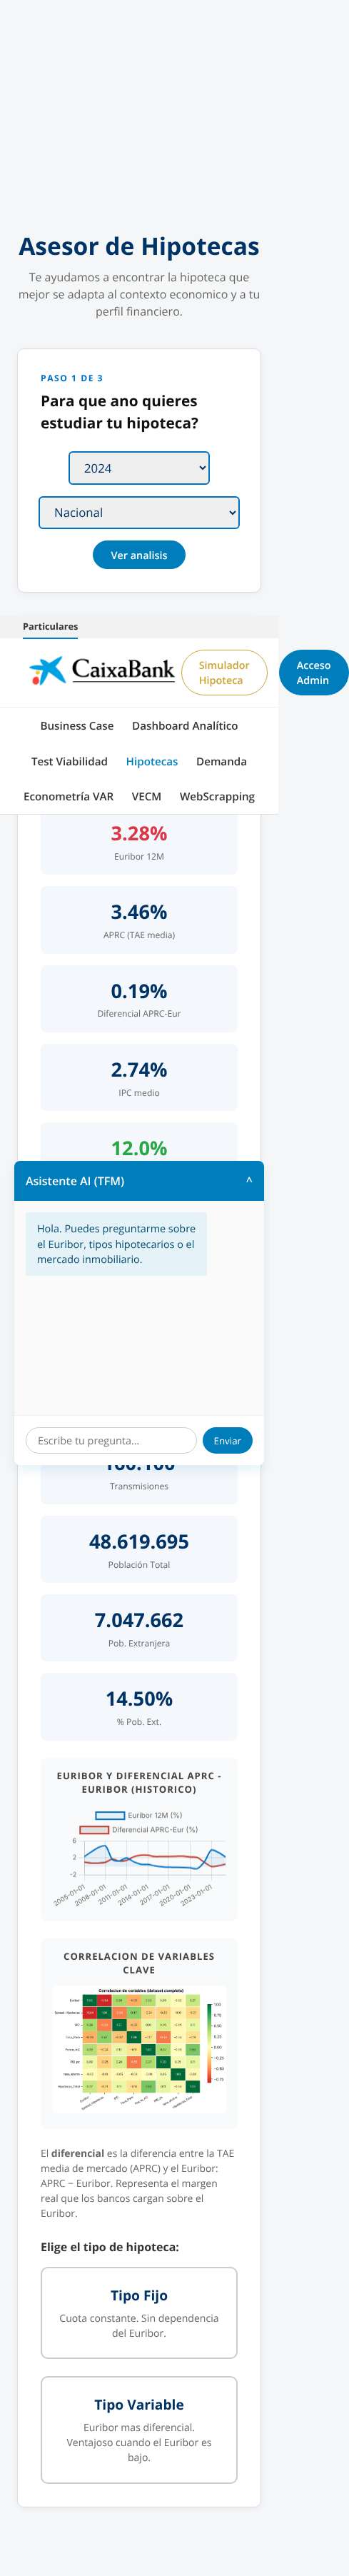 Asesor de Hipotecas
Te ayudamos a encontrar la hipoteca que
mejor se adapta al contexto economico y a tu
perfil financiero.
PASO 1 DE 3
Para que ano quieres
estudiar tu hipoteca?
2024
Nacional
Ver analisis
Particulares
CaixaBank
Simulador
Hipoteca
Acceso
Admin
Business Case Dashboard Analítico
Test Viabilidad Hipotecas Demanda
Econometría VAR VECM WebScrapping
3.28%
Euribor 12M
3.46%
APRC (TAE media)
0.19%
Diferencial APRC-Eur
2.74%
IPC medio
12.0%
Asistente AI (TFM) ^
Hola. Puedes preguntarme sobre
el Euribor, tipos hipotecarios o el
mercado inmobiliario.
Escribe tu pregunta... Enviar
Transmisiones
48.619.695
Población Total
7.047.662
Pob. Extranjera
14.50%
% Pob. Ext.
EURIBOR Y DIFERENCIAL APRC -
EURIBOR (HISTORICO)
Euribor 12M (%)
Diferencial APRC-Eur (%)
6
2
-2
2005-01-01 2008-01-01 2011-01-01 2014-01-01 2017-01-01 2020-01-01 2023-01-01
CORRELACION DE VARIABLES
CLAVE
Correlacion de variables (dataset completo)
El diferencial es la diferencia entre la TAE
media de mercado (APRC) y el Euribor:
APRC − Euribor. Representa el margen
real que los bancos cargan sobre el
Euribor.
Elige el tipo de hipoteca:
Tipo Fijo
Cuota constante. Sin dependencia
del Euribor.
Tipo Variable
Euribor mas diferencial.
Ventajoso cuando el Euribor es
bajo.